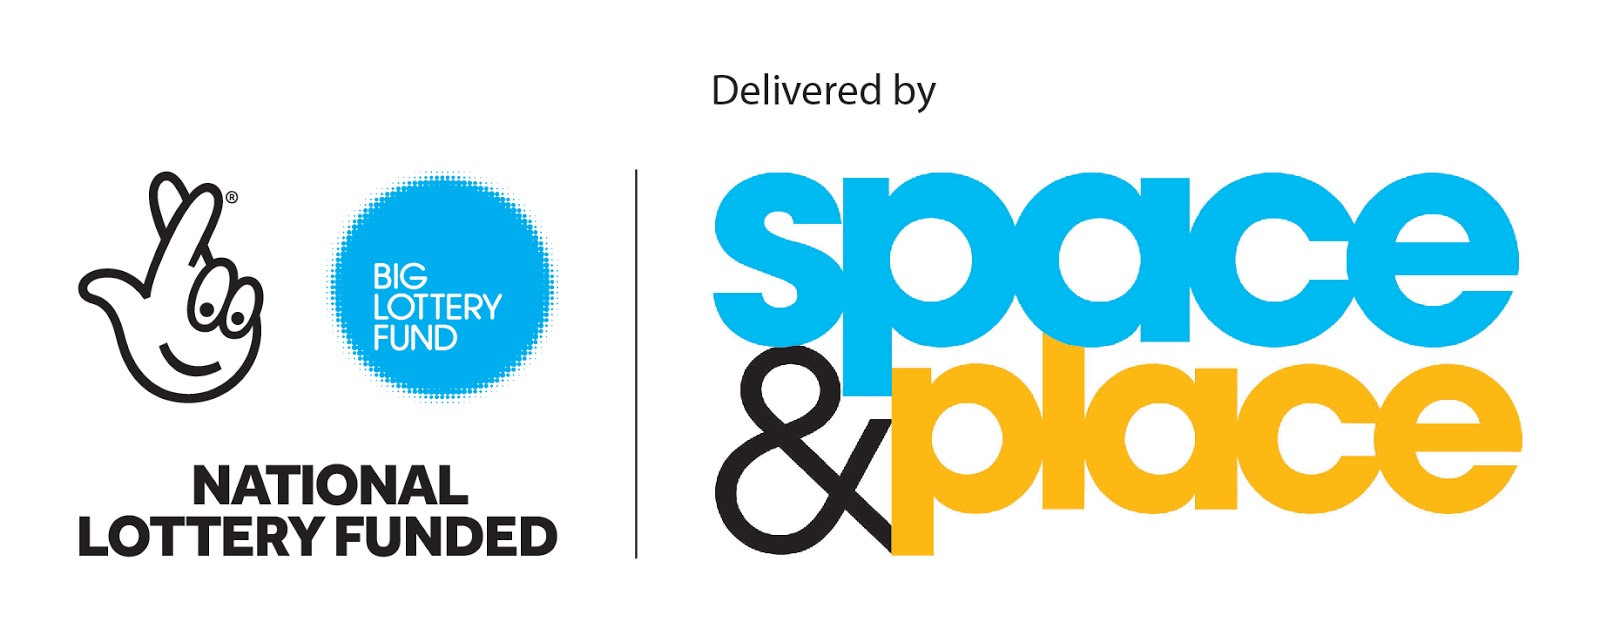 ®
BIG
LOTTERY
FUND
NATIONAL
LOTTERY FUNDED
Delivered by
space
&place